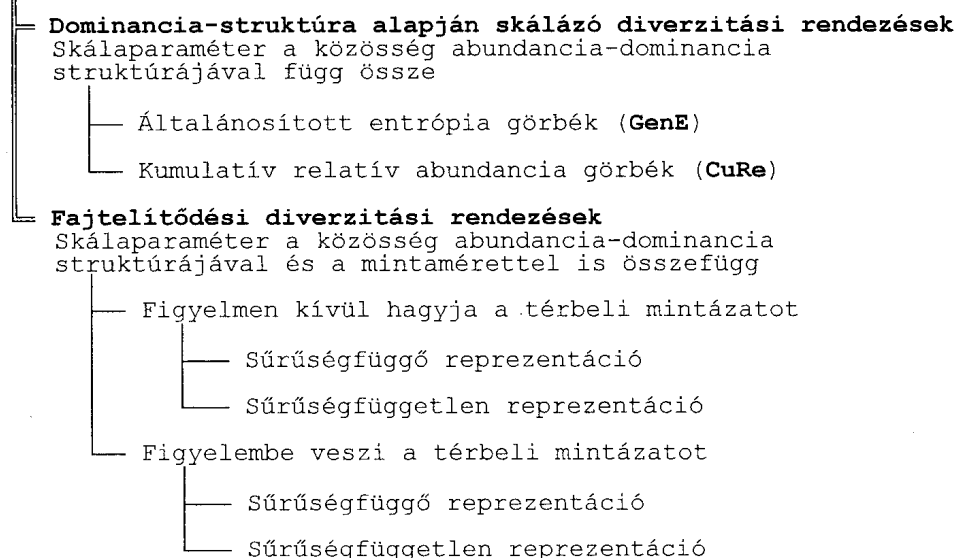 Dominancia-struktúra alapján skálázó diverzitási rendezések
Skálaparaméter a közösség abundancia-dominancia
struktúrájával függ össze
Általánosított entrópia görbék (GenE)
Kumulatív relatív abundancia görbék (CuRe)
Fajtelítődési diverzitási rendezések
Skálaparaméter a közösség abundancia-dominancia
struktúrájával és a mintamérettel is összefügg
Figyelmen kívül hagyja a térbeli mintázatot
Sűrűségfüggő reprezentáció
Sűrűségfüggetlen reprezentáció
Figyelembe veszi a térbeli mintázatot
Sűrűségfüggő reprezentáció
Sűrűségfüggetlen reprezentáció